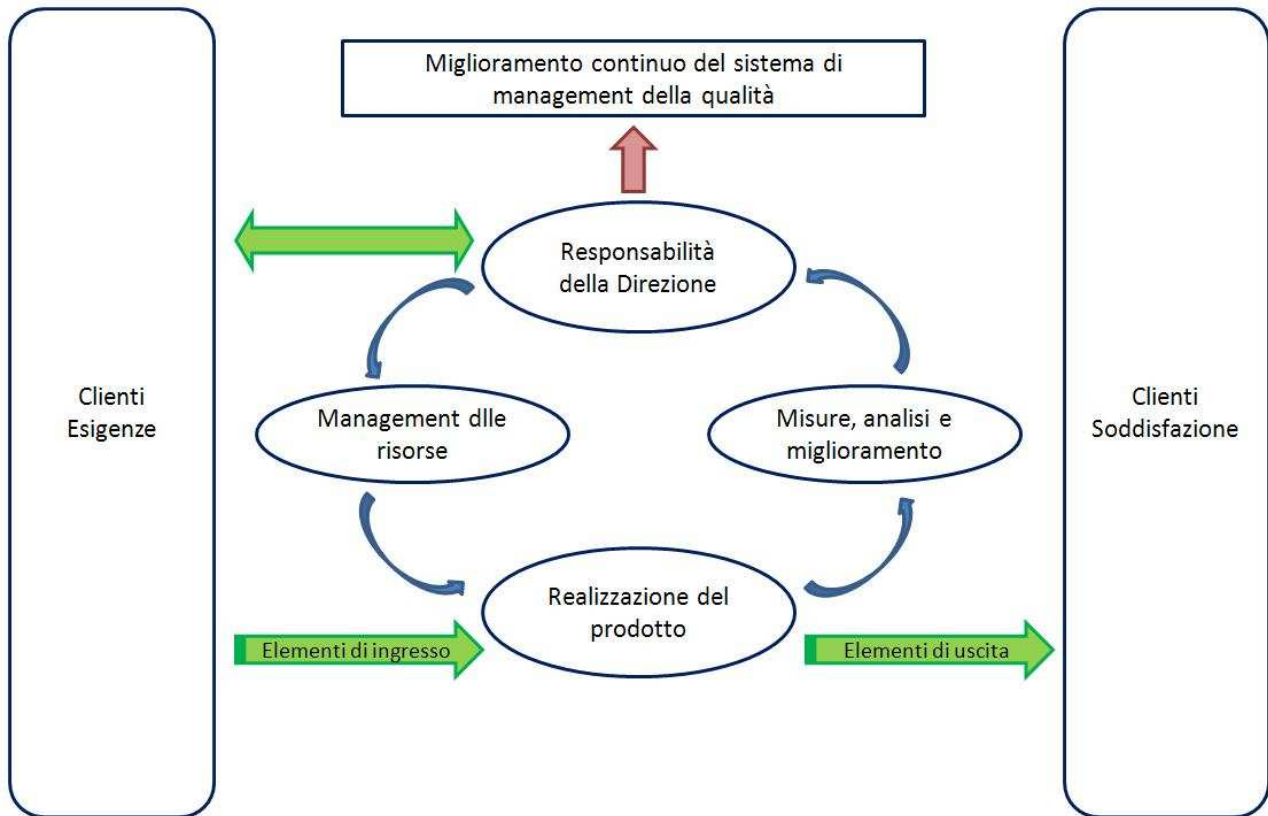 Miglioramento continuo del sistema di
management della qualità
Responsabilità
della Direzione
Clienti
Esigenze
Management dlle
risorse
Misure, analisi e
miglioramento
Clienti
Soddisfazione
Realizzazione del
prodotto
Elementi di ingresso
Elementi di uscita